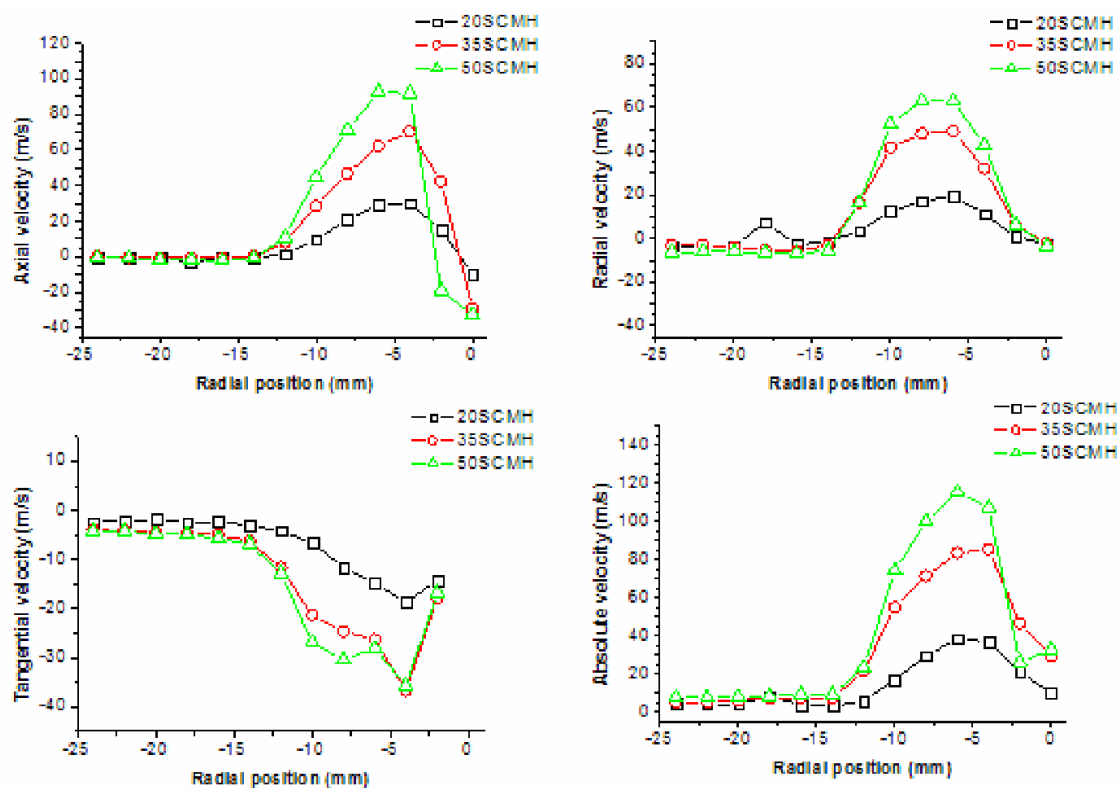 20SCMH
35SCMH
50SCMH
120
100
80
60
40
20
0
-20
-40
Axial velocity (m/s)
-25 -20 -15 -10 -5 0
Radial position (mm)
20SCMH
35SCMH
50SCMH
80
60
40
20
0
-20
-40
Radial velocity (m/s)
-25 -20 -15 -10 -5 0
Radial position (mm)
20SCMH
35SCMH
50SCMH
10
0
-10
-20
-30
-40
Tangential velocity (m/s)
-25 -20 -15 -10 -5 0
Radial position (mm)
20SCMH
35SCMH
50SCMH
140
120
100
80
60
40
20
0
Absolute velocity (m/s)
-25 -20 -15 -10 -5 0
Radial position (mm)